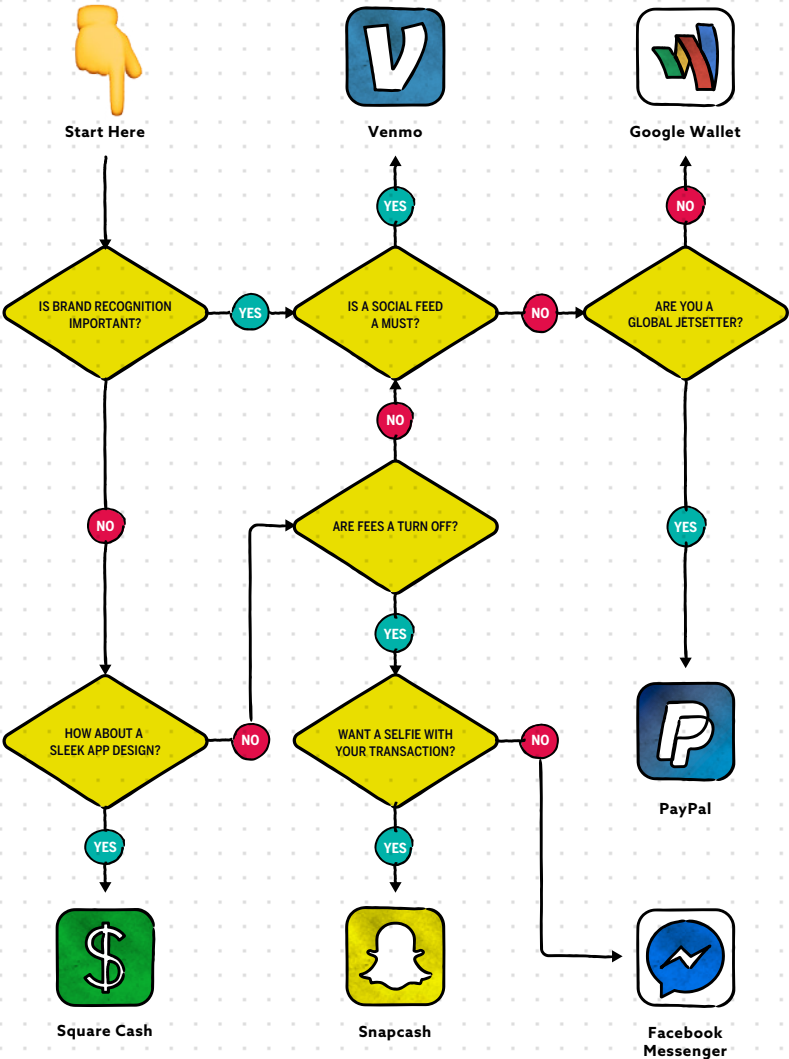 Start Here
Venmo
Google Wallet
YES
NO
IS BRAND RECOGNITION
IMPORTANT?
YES
IS A SOCIAL FEED
A MUST?
NO
ARE YOU A
GLOBAL JETSETTER?
NO
NO
ARE FEES A TURN OFF?
YES
YES
HOW ABOUT A
SLEEK APP DESIGN?
NO
WANT A SELFIE WITH
YOUR TRANSACTION?
NO
PayPal
YES
YES
Square Cash
Snapcash
Facebook
Messenger